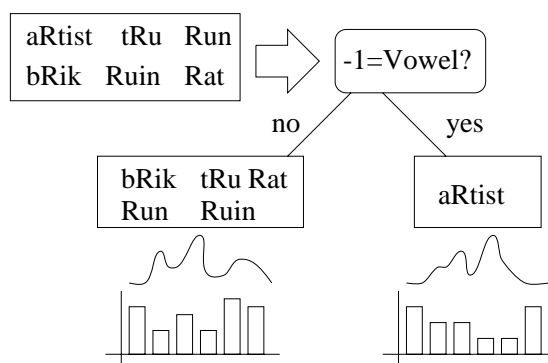 aRtist tRu Run
bRik Ruin Rat
-1=Vowel?
no
yes
bRik tRu Rat
Run Ruin
aRtist